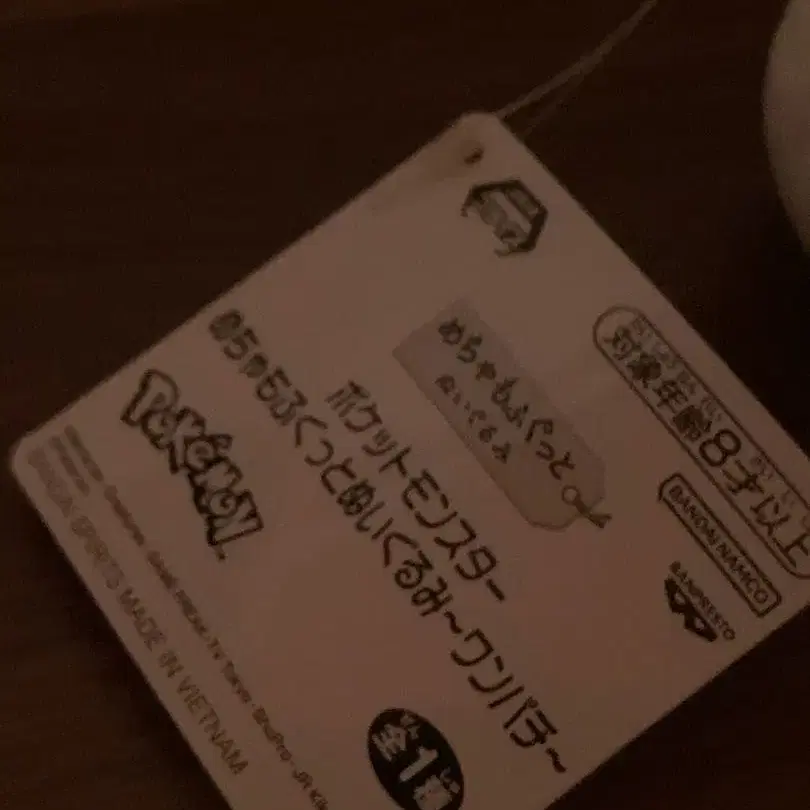 対象年齢8才以上
めちゃもふぐっと
ぬいぐるみ
BANDAI NAMCO
BANPRESTO
ポケットモンスター
めちゃもふぐっとぬいぐるみ~ワンパチ~
POKÉMON
全1種
SPIRITS MADE IN VIETNAM